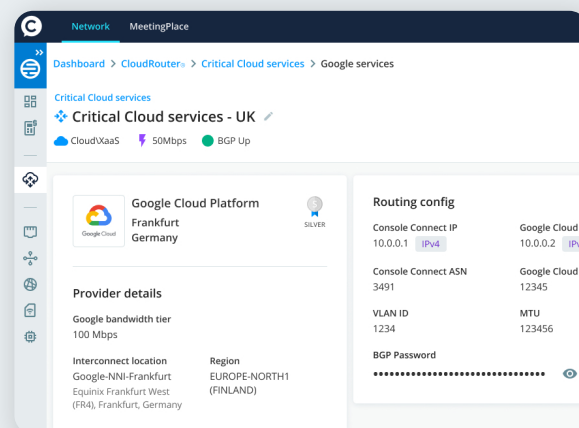 Network MeetingPlace
Dashboard > CloudRouter® > Critical Cloud services > Google services
Critical Cloud services
Critical Cloud services - UK
Cloud\XaaS 50Mbps BGP Up
Google Cloud
Google Cloud Platform
Frankfurt
Germany
SILVER
Provider details
Google bandwidth tier
100 Mbps
Interconnect location
Google-NNI-Frankfurt
Equinix Frankfurt West
(FR4), Frankfurt, Germany
Region
EUROPE-NORTH1
(FINLAND)
Routing config
Console Connect IP
10.0.0.1 IPv4
Google Cloud
10.0.0.2 IPv
Console Connect ASN
3491
Google Cloud
12345
VLAN ID
1234
MTU
123456
BGP Password